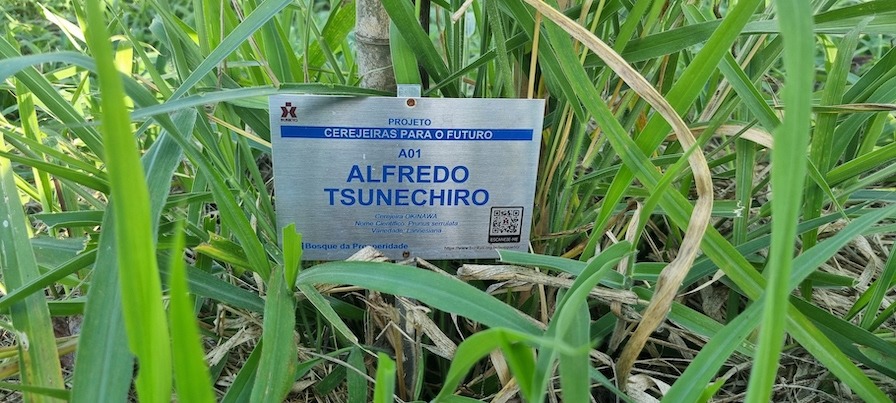 PROJETO
CEREJEIRAS PARA O FUTURO
A01
ALFREDO
TSUNECHIRO
Cerejeira OKINAWA
Nome Científico: Prunus serrulata
Variedade: Lannesiana
Bosque da Prosperidade
ESCANEIE-ME